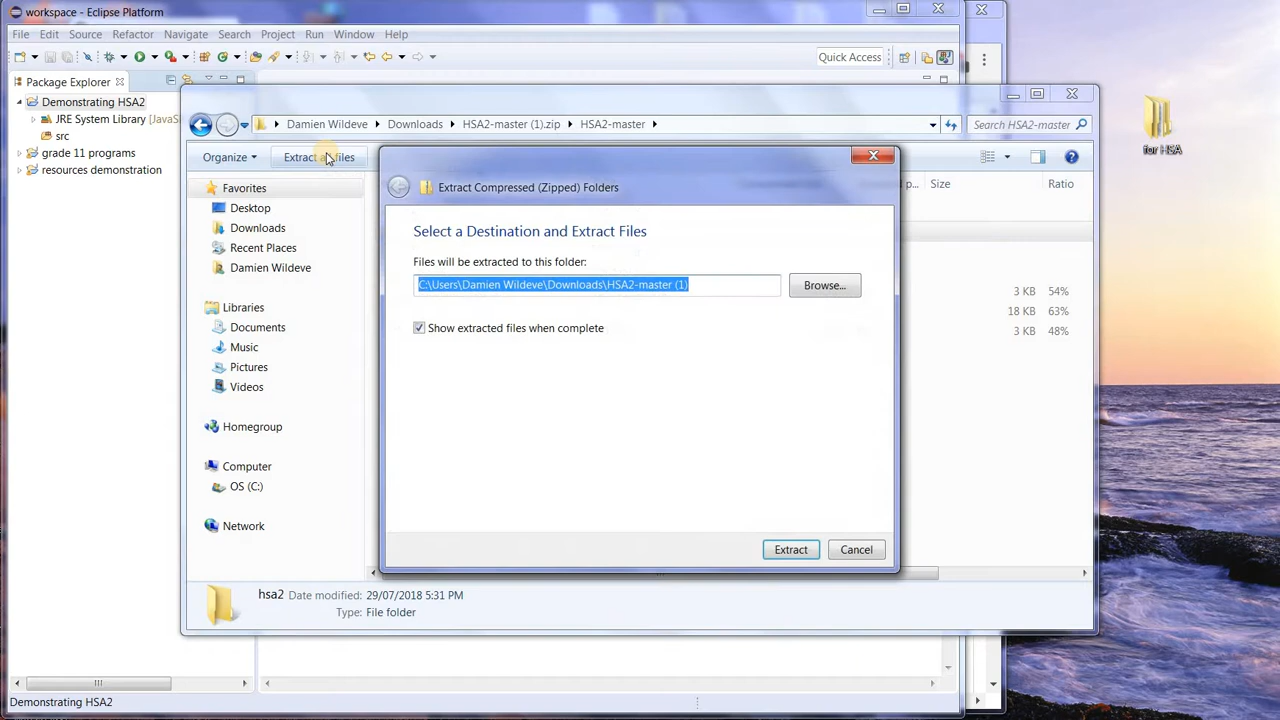 workspace - Eclipse Platform
File Edit Source Refactor Navigate Search Project Run Window Help
Quick Access
Package Explorer
Demonstrating HSA2
JRE System Library [JavaS
src
grade 11 programs
resources demonstration
Damien Wildeve Downloads HSA2-master (1).zip HSA2-master
Search HSA2-master
Organize
Size
Ratio
Favorites
Desktop
Downloads
Recent Places
Damien Wildeve
Libraries
Documents
Music
Pictures
Videos
Homegroup
Computer
OS (C:)
Network
3 KB 54%
18 KB 63%
3 KB 48%
Extract Compressed (Zipped) Folders
Select a Destination and Extract Files
Files will be extracted to this folder:
C:\Users\Damien Wildeve\Downloads\HSA2-master (1)
Browse...
Show extracted files when complete
Extract
Cancel
hsa2 Date modified: 29/07/2018 5:31 PM
Type: File folder
Demonstrating HSA2
for HSA